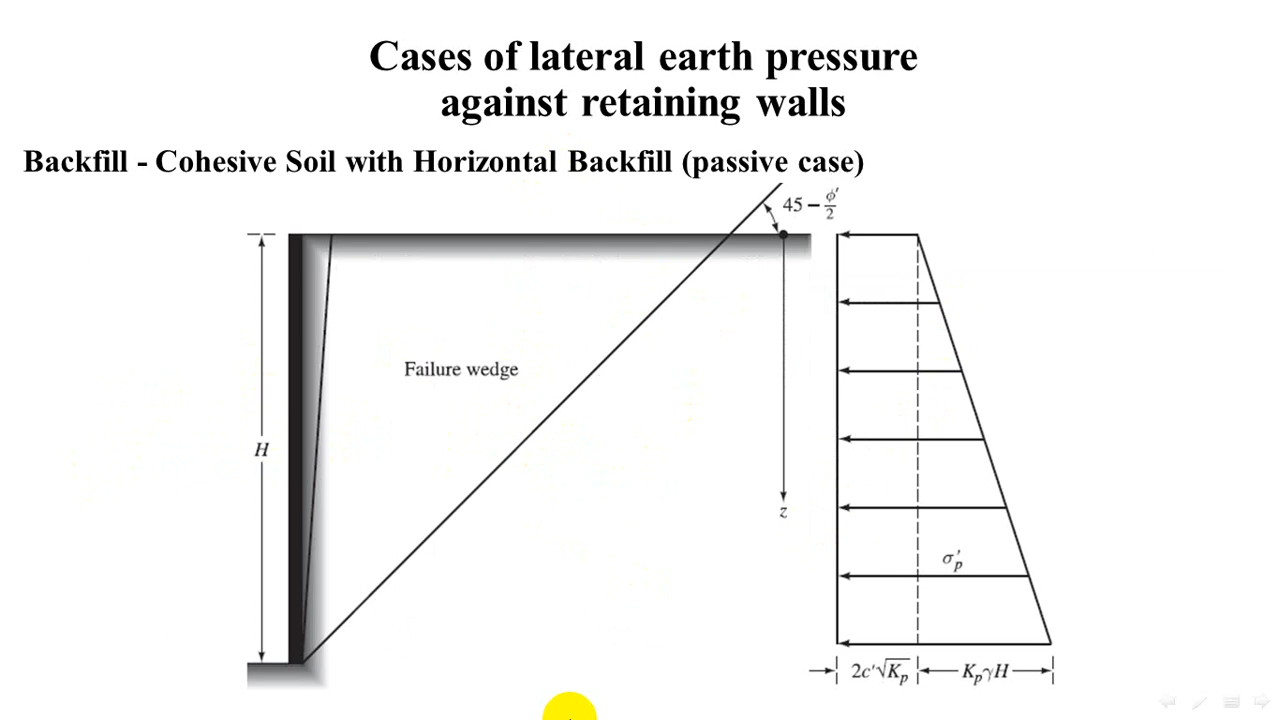 Cases of lateral earth pressure
against retaining walls
Backfill - Cohesive Soil with Horizontal Backfill (passive case)
45 − ϕ′/2
Failure wedge
H
z
σ′p
2c′√Kp
KpγH